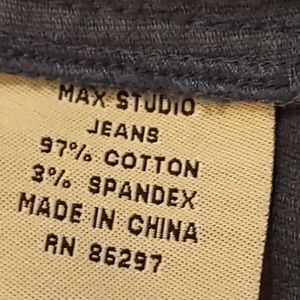 MAX STUDIO
JEANS
97% COTTON
3% SPANDEX
MADE IN CHINA
RN 86297